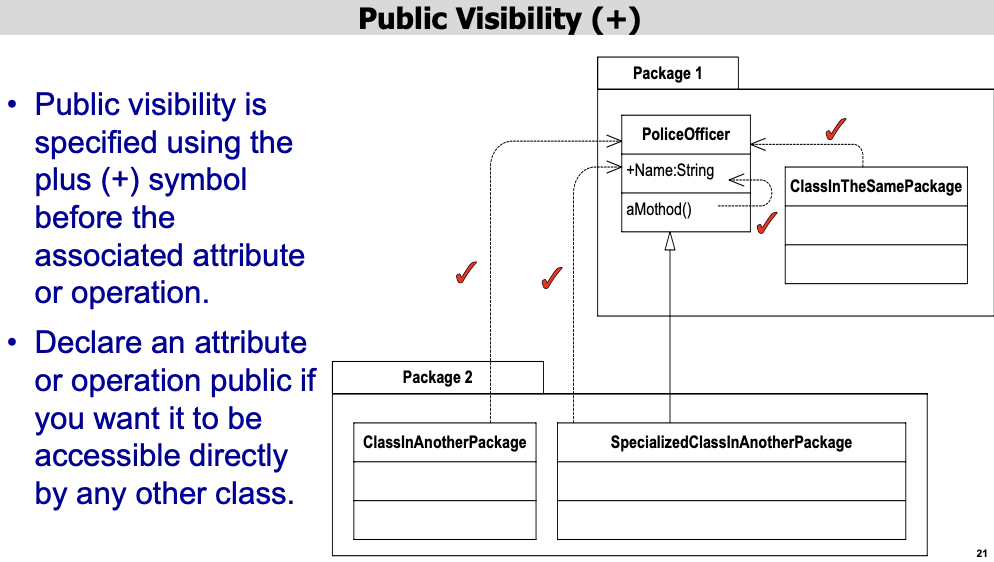 Public Visibility (+)
• Public visibility is
specified using the
plus (+) symbol
before the
associated attribute
or operation.
• Declare an attribute
or operation public if
you want it to be
accessible directly
by any other class.
Package 1
PoliceOfficer
+Name:String
aMothod()
ClassInTheSamePackage
Package 2
ClassInAnotherPackage
SpecializedClassInAnotherPackage
21